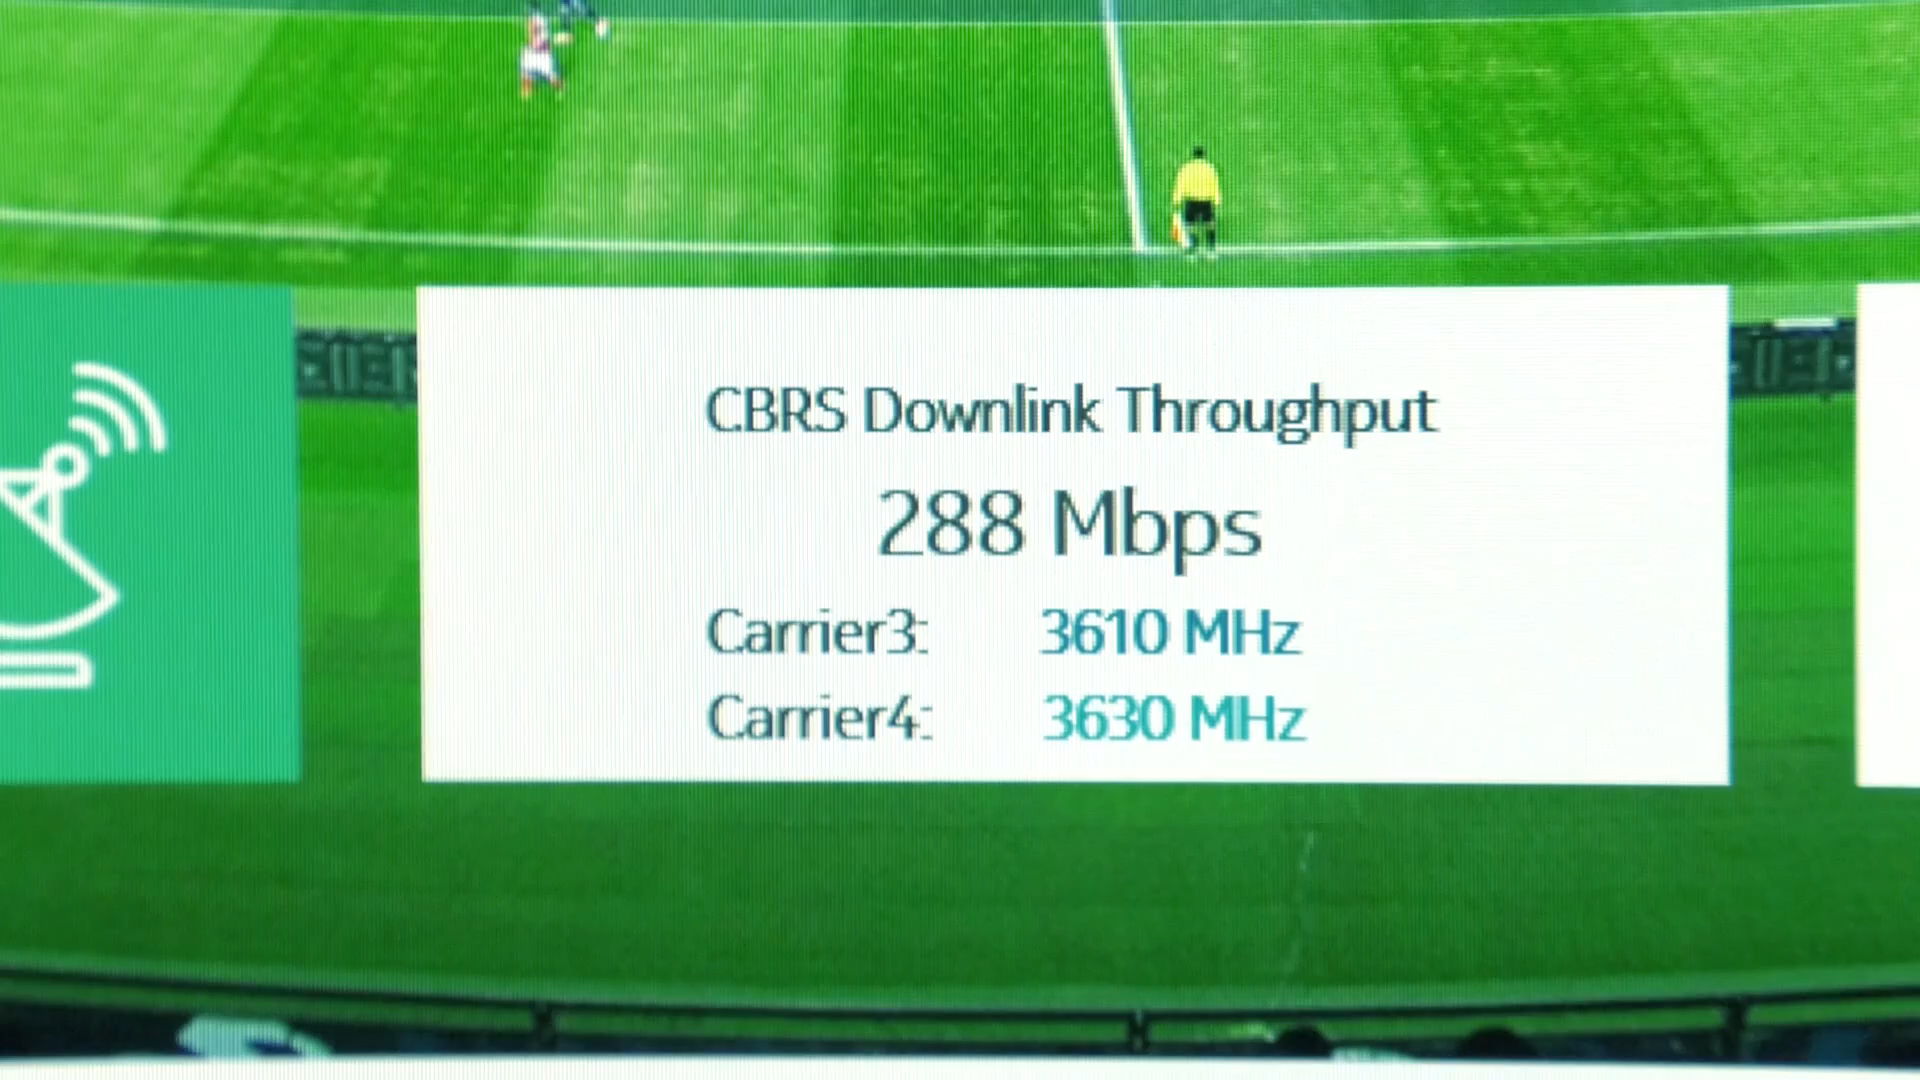 CBRS Downlink Throughput
288 Mbps
Carrier3: 3610 MHz
Carrier4: 3630 MHz